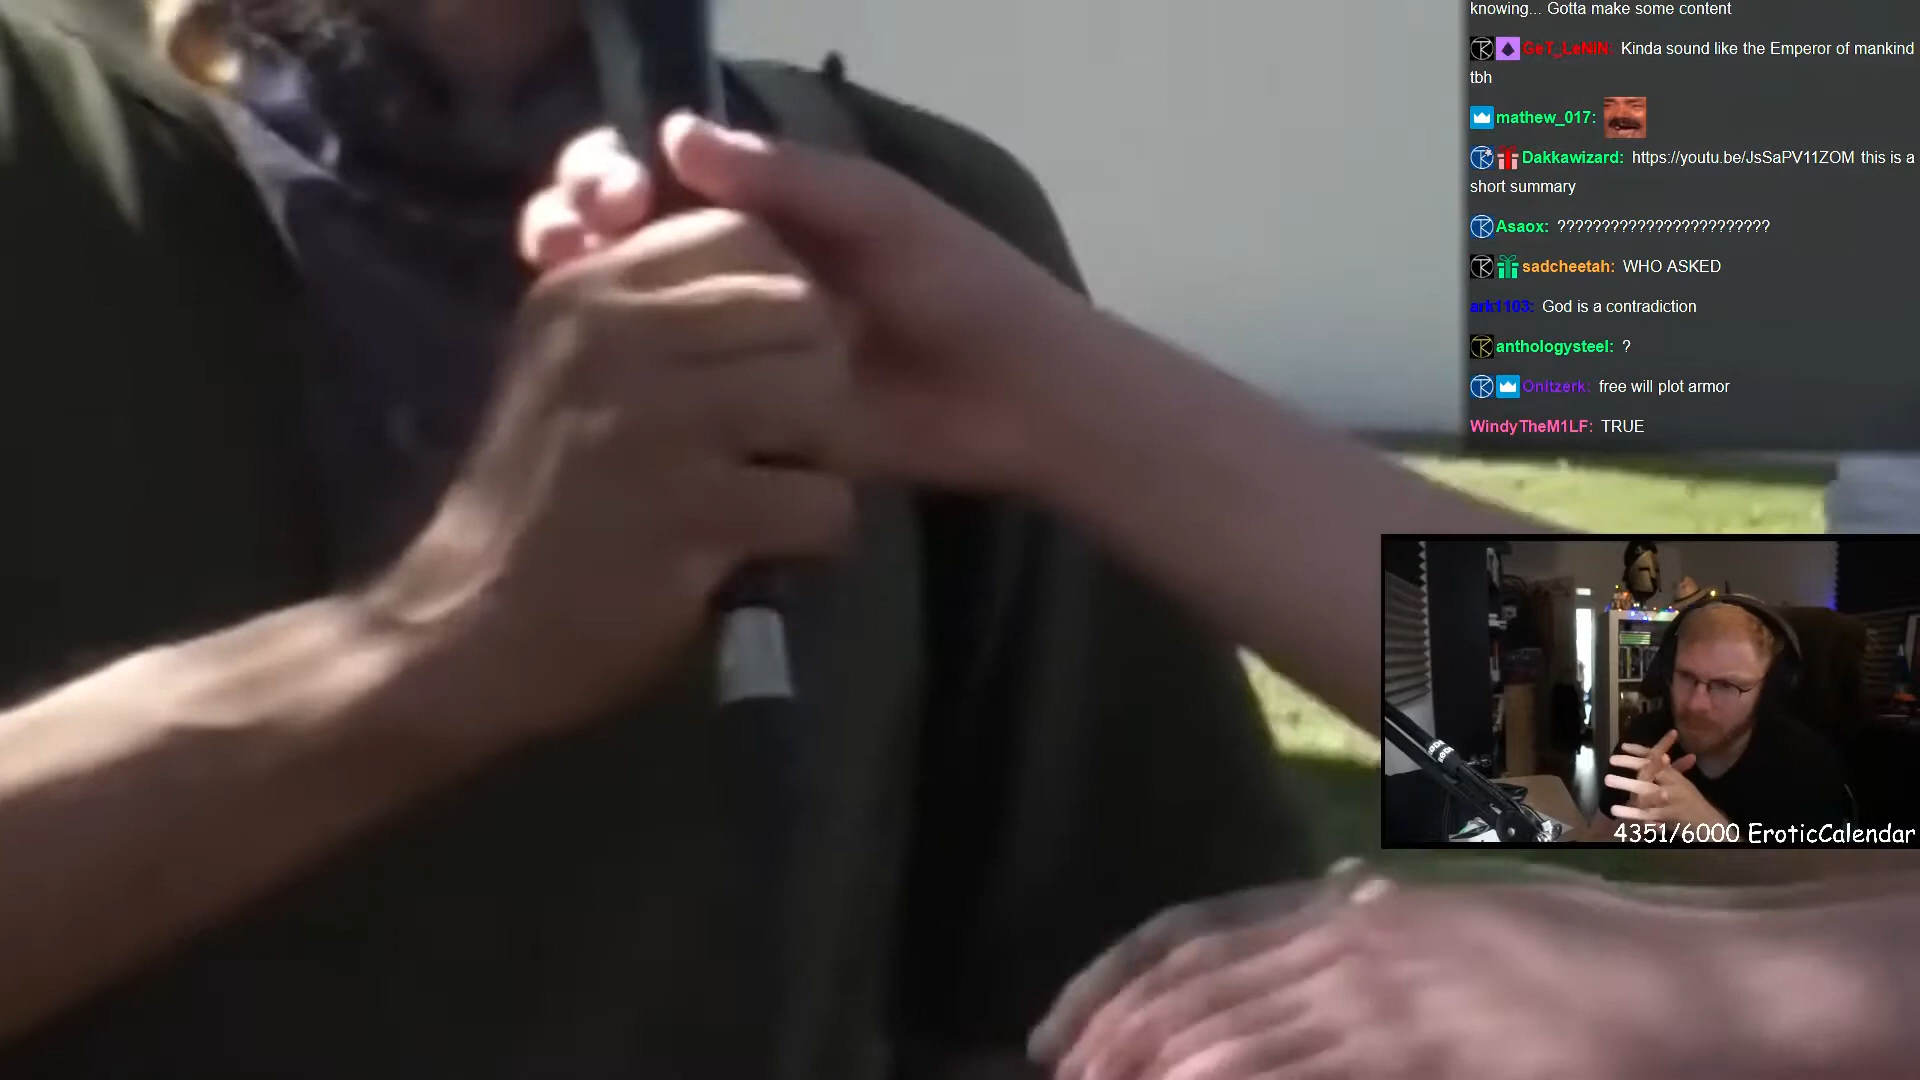 knowing... Gotta make some content
GeT_LeNIN: Kinda sound like the Emperor of mankind
tbh
mathew_017:
Dakkawizard: https://youtu.be/JsSaPV11ZOM this is a
short summary
Asaox: ????????????????????????
sadcheetah: WHO ASKED
ark1103: God is a contradiction
anthologysteel: ?
Onitzerk: free will plot armor
WindyTheM1LF: TRUE
4351/6000 EroticCalendar